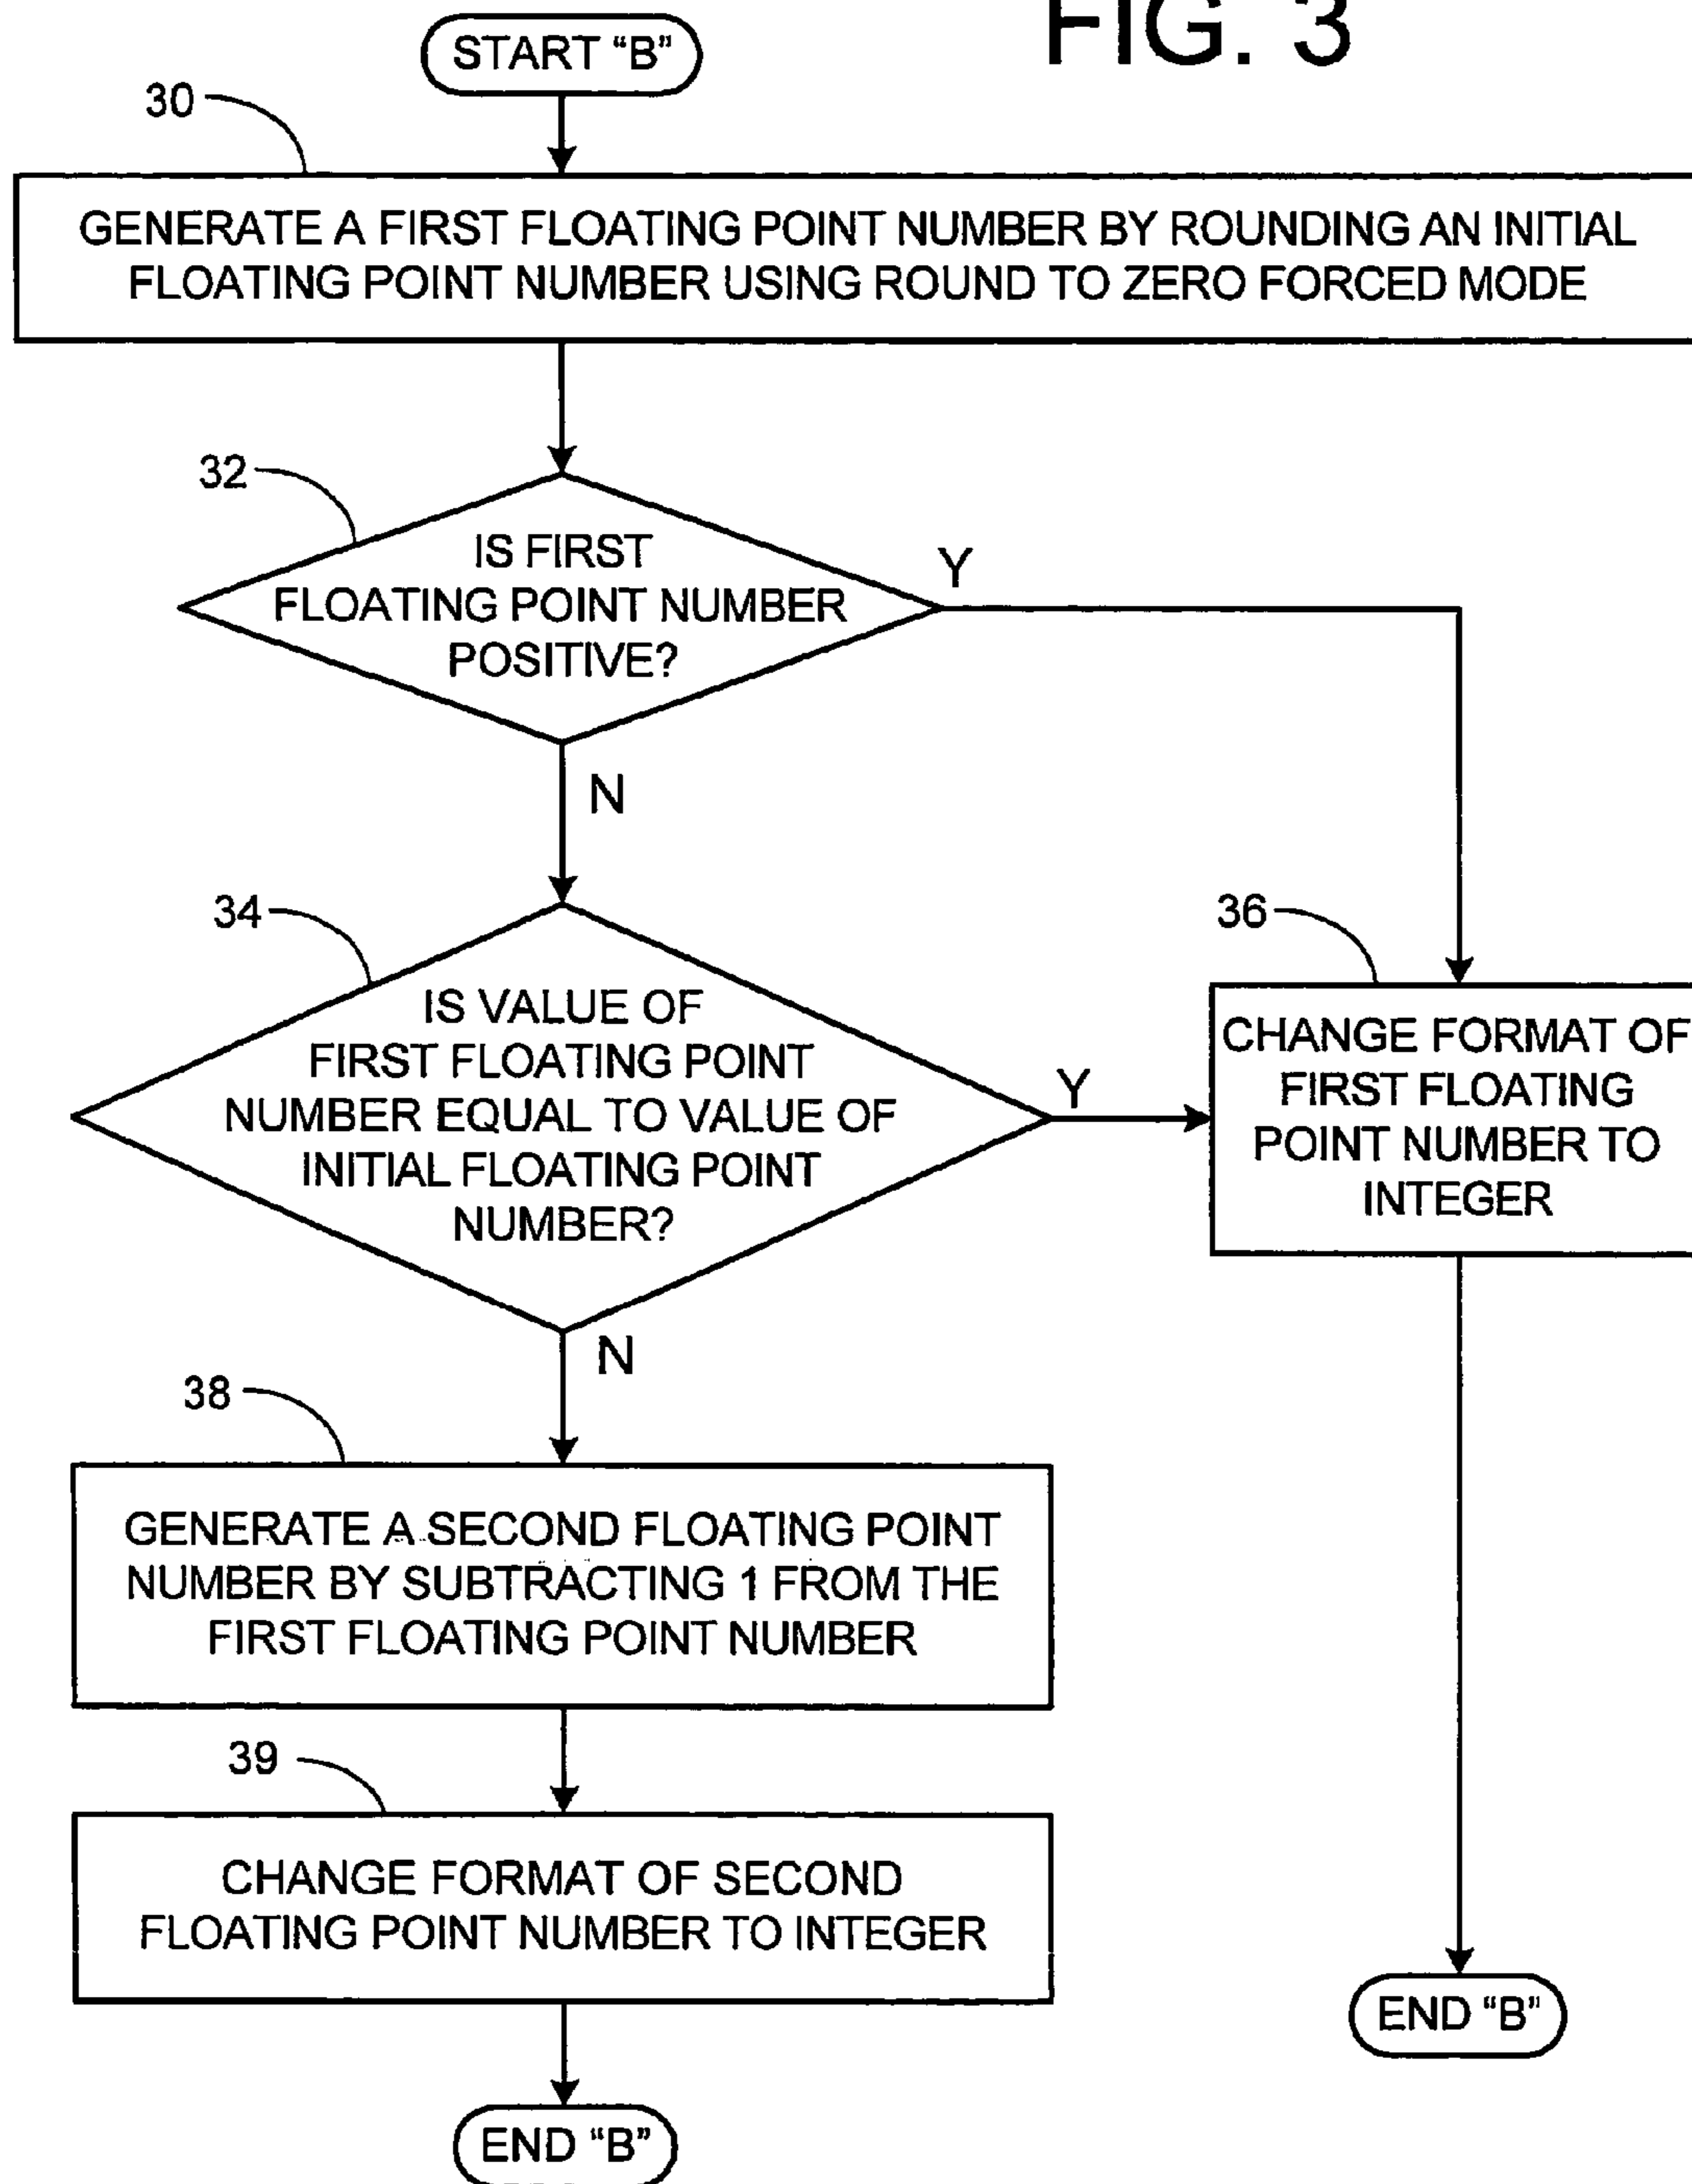 FIG. 3
START “B”
30
GENERATE A FIRST FLOATING POINT NUMBER BY ROUNDING AN INITIAL
FLOATING POINT NUMBER USING ROUND TO ZERO FORCED MODE
32
IS FIRST
FLOATING POINT NUMBER
POSITIVE?
Y
N
34
IS VALUE OF
FIRST FLOATING POINT
NUMBER EQUAL TO VALUE OF
INITIAL FLOATING POINT
NUMBER?
Y
N
36
CHANGE FORMAT OF
FIRST FLOATING
POINT NUMBER TO
INTEGER
38
GENERATE A SECOND FLOATING POINT
NUMBER BY SUBTRACTING 1 FROM THE
FIRST FLOATING POINT NUMBER
39
CHANGE FORMAT OF SECOND
FLOATING POINT NUMBER TO INTEGER
END “B”
END “B”